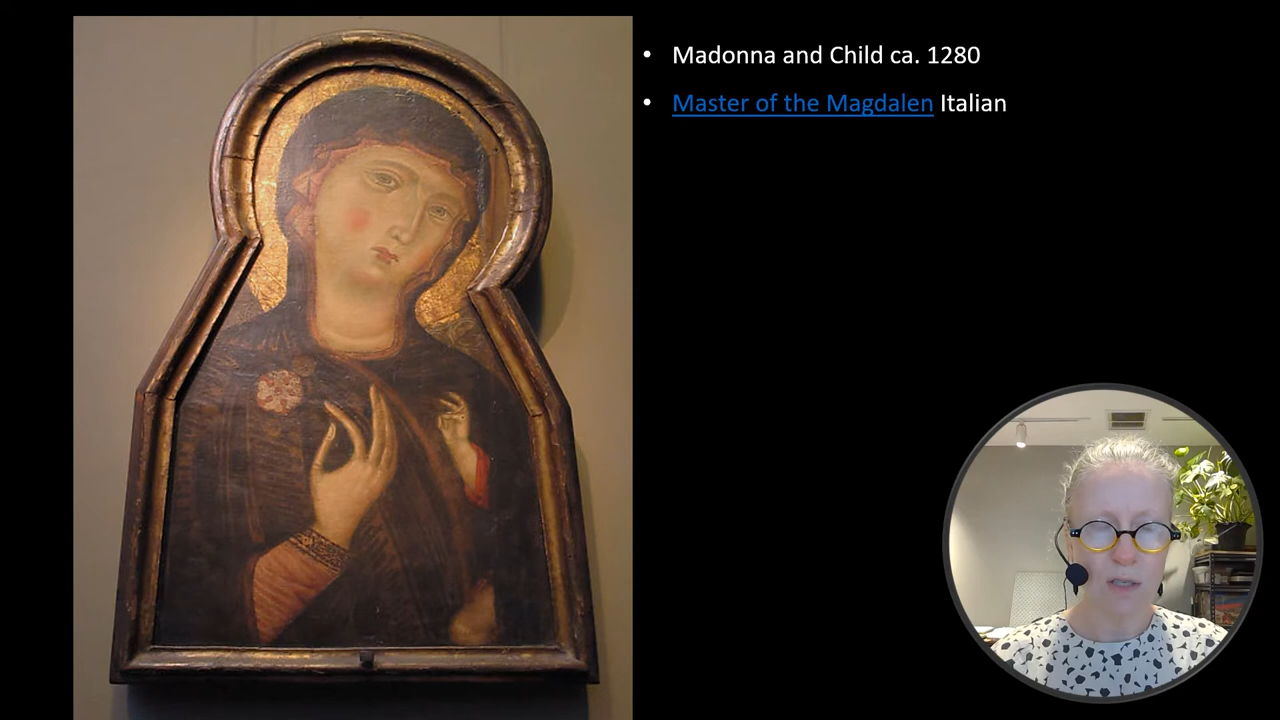 • Madonna and Child ca. 1280
• Master of the Magdalen Italian